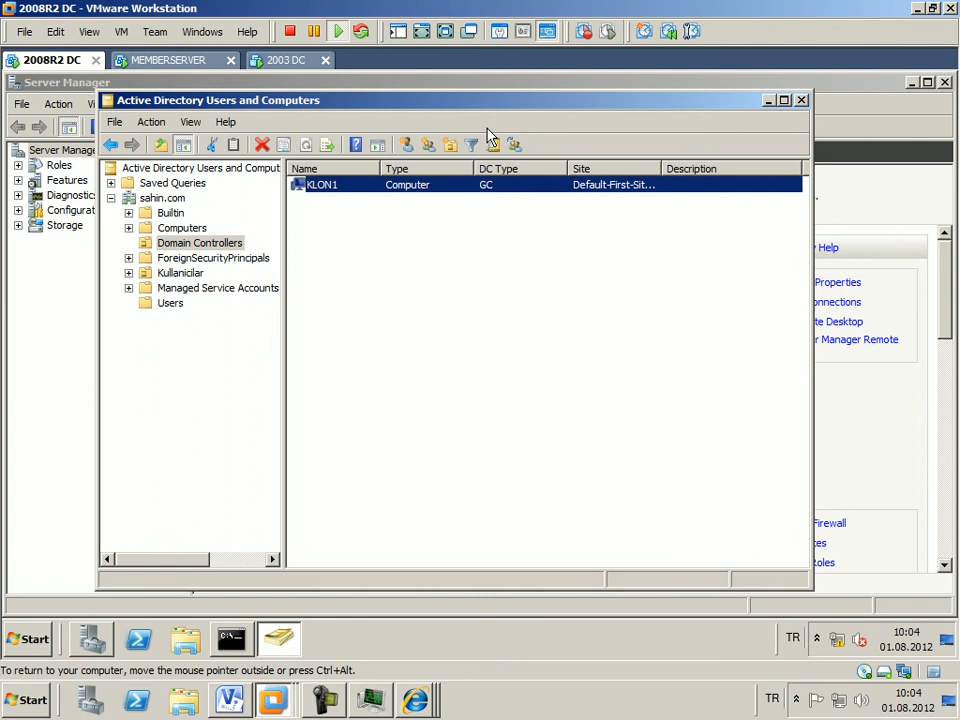 2008R2 DC - VMware Workstation
File Edit View VM Team Windows Help
2008R2 DC MEMBERSERVER 2003 DC
Server Manager
File Action
Active Directory Users and Computers
File Action View Help
Server Manag
Roles
Features
Diagnostics
Configurat
Storage
Active Directory Users and Comput
Saved Queries
sahin.com
Builtin
Computers
Domain Controllers
ForeignSecurityPrincipals
Kullanicilar
Managed Service Accounts
Users
Name Type DC Type Site Description
KLON1 Computer GC Default-First-Sit...
Help
Properties
onnections
te Desktop
r Manager Remote
Firewall
tes
Roles
Start
TR
10:04
01.08.2012
To return to your computer, move the mouse pointer outside or press Ctrl+Alt.
Start
TR
10:04
01.08.2012